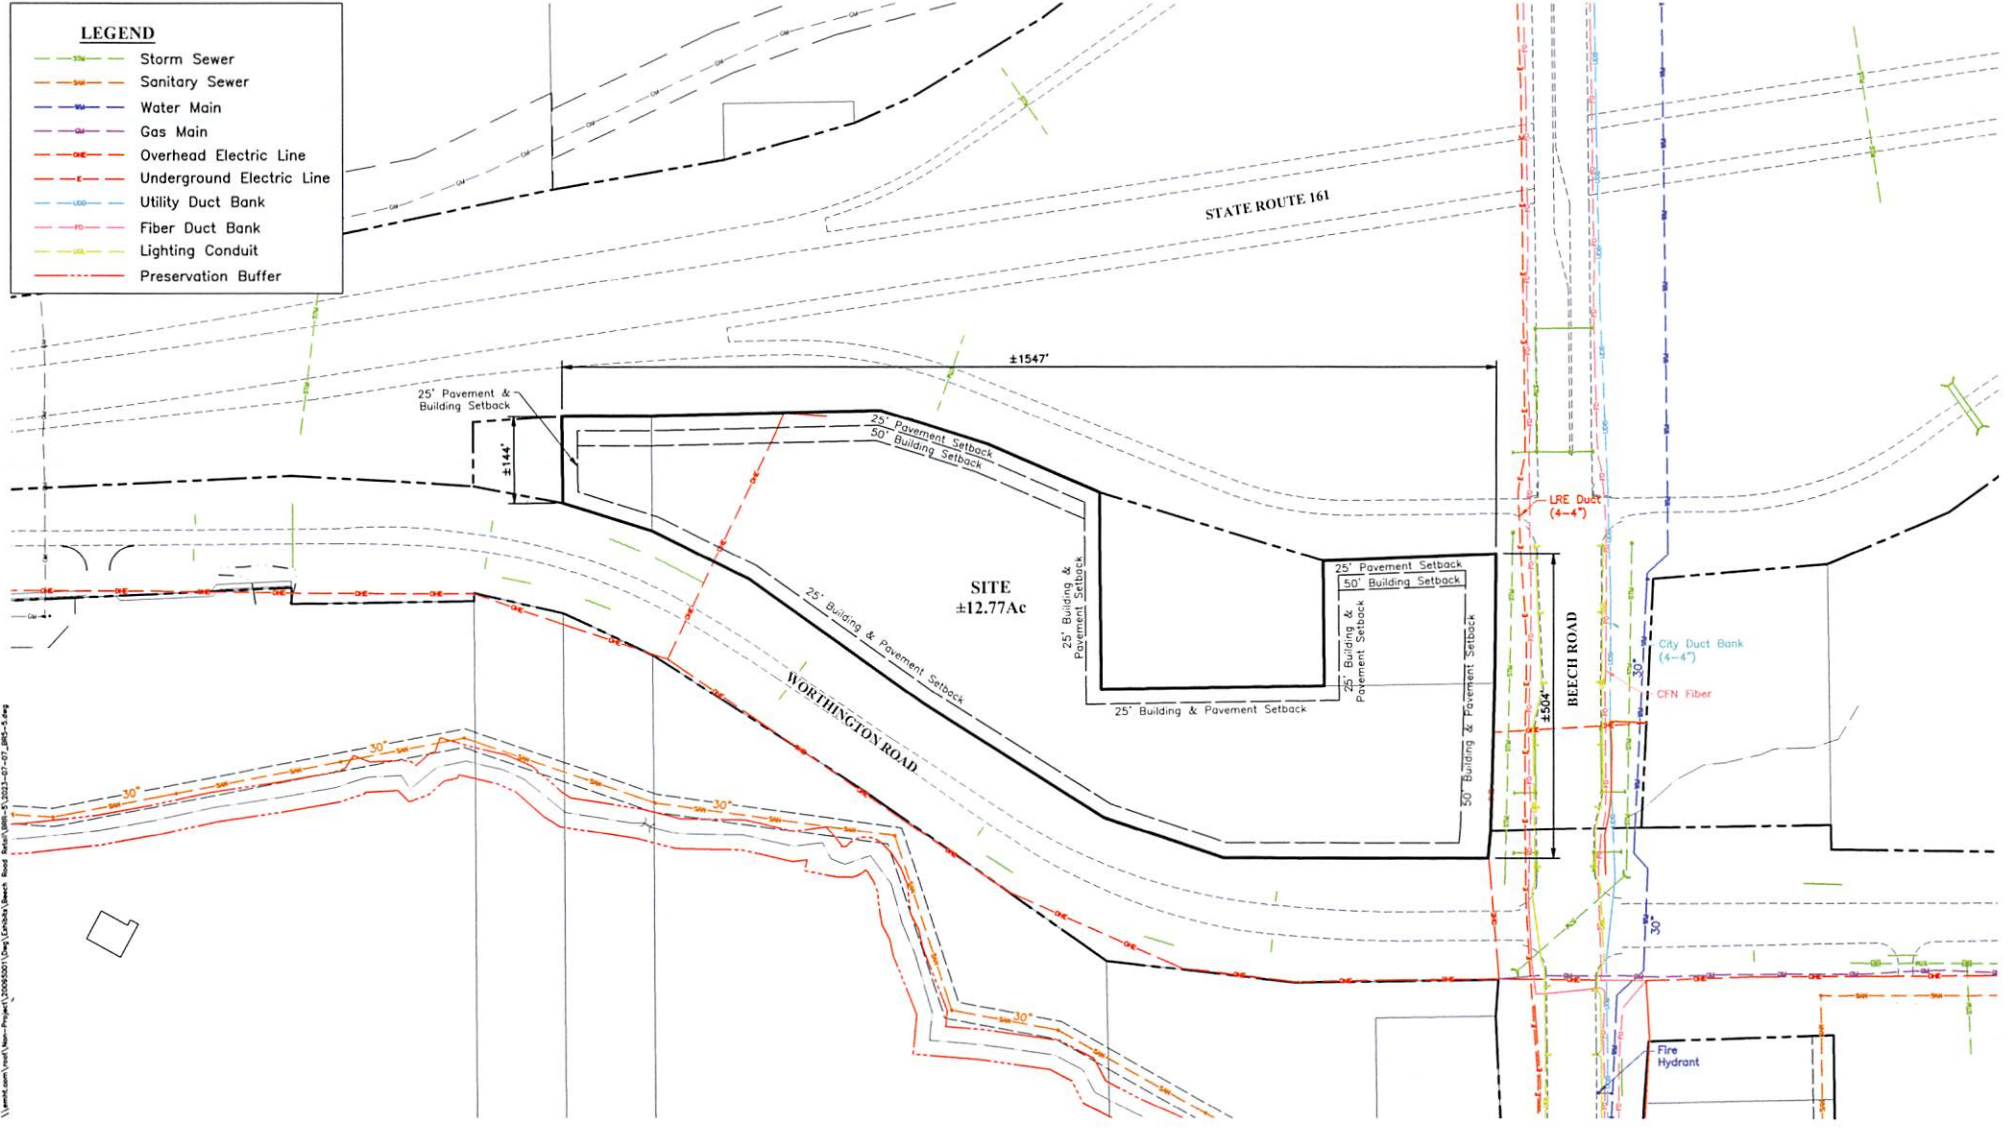 LEGEND
Storm Sewer
Sanitary Sewer
Water Main
Gas Main
Overhead Electric Line
Underground Electric Line
Utility Duct Bank
Fiber Duct Bank
Lighting Conduit
Preservation Buffer
STATE ROUTE 161
±1547'
25' Pavement &
Building Setback
±144'
25' Pavement Setback
50' Building Setback
LRE Duct
(4-4")
25' Pavement Setback
50' Building Setback
SITE
±12.77Ac
25' Building &
Pavement Setback
25' Building & Pavement Setback
25' Building &
Pavement Setback
25' Building & Pavement Setback
50' Building & Pavement Setback
±504'
BEECH ROAD
City Duct Bank
(4-4")
30"
CFN Fiber
WORTHINGTON ROAD
30"
30"
30"
30"
30"
Fire
Hydrant